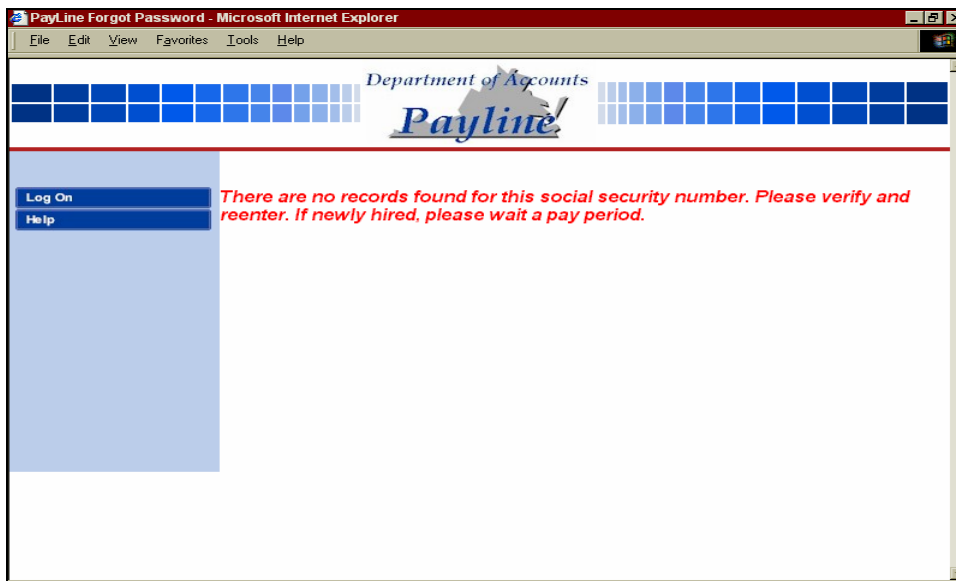 PayLine Forgot Password - Microsoft Internet Explorer
File Edit View Favorites Tools Help
Department of Accounts
Payline
Log On
Help
There are no records found for this social security number. Please verify and
reenter. If newly hired, please wait a pay period.